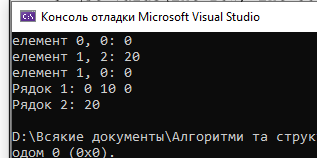 Консоль отладки Microsoft Visual Studio
елемент 0, 0: 0
елемент 1, 2: 20
елемент 1, 0: 0
Рядок 1: 0 10 0
Рядок 2: 20
D:\Всякие документы\Алгоритми та струк
одом 0 (0x0).